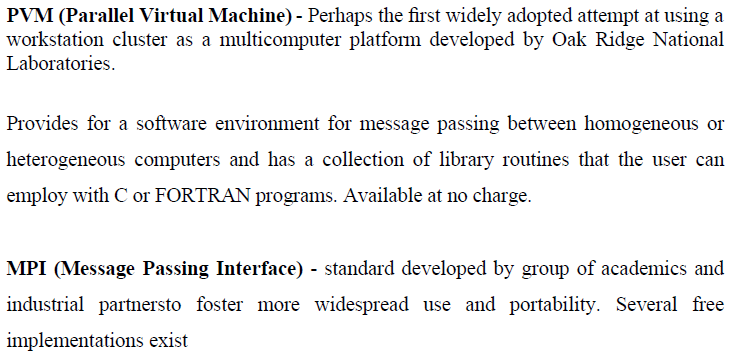 PVM (Parallel Virtual Machine) - Perhaps the first widely adopted attempt at using a
workstation cluster as a multicomputer platform developed by Oak Ridge National
Laboratories.
Provides for a software environment for message passing between homogeneous or
heterogeneous computers and has a collection of library routines that the user can
employ with C or FORTRAN programs. Available at no charge.
MPI (Message Passing Interface) - standard developed by group of academics and
industrial partnersto foster more widespread use and portability. Several free
implementations exist